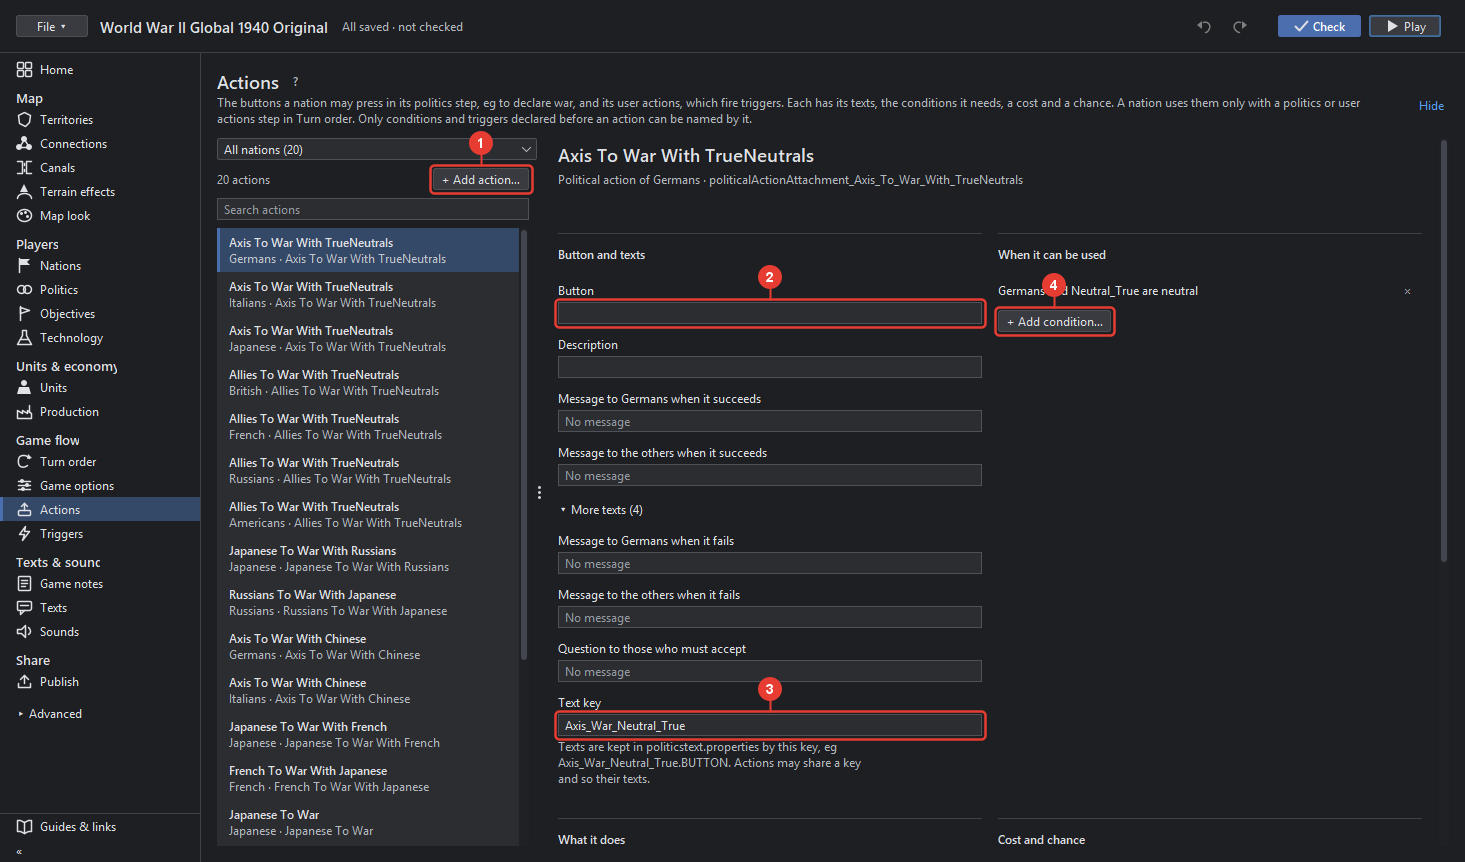 File ▾
World War II Global 1940 Original
All saved · not checked
Check
Play
Home
Map
Territories
Connections
Canals
Terrain effects
Map look
Players
Nations
Politics
Objectives
Technology
Units & economy
Units
Production
Game flow
Turn order
Game options
Actions
Triggers
Texts & sound
Game notes
Texts
Sounds
Share
Publish
Advanced
Guides & links
«
Actions ?
The buttons a nation may press in its politics step, eg to declare war, and its user actions, which fire triggers. Each has its texts, the conditions it needs, a cost and a chance. A nation uses them only with a politics or user
actions step in Turn order. Only conditions and triggers declared before an action can be named by it.
Hide
All nations (20)
1
20 actions
+ Add action...
Search actions
Axis To War With TrueNeutrals
Germans · Axis To War With TrueNeutrals
Axis To War With TrueNeutrals
Italians · Axis To War With TrueNeutrals
Axis To War With TrueNeutrals
Japanese · Axis To War With TrueNeutrals
Allies To War With TrueNeutrals
British · Allies To War With TrueNeutrals
Allies To War With TrueNeutrals
French · Allies To War With TrueNeutrals
Allies To War With TrueNeutrals
Russians · Allies To War With TrueNeutrals
Allies To War With TrueNeutrals
Americans · Allies To War With TrueNeutrals
Japanese To War With Russians
Japanese · Japanese To War With Russians
Russians To War With Japanese
Russians · Russians To War With Japanese
Axis To War With Chinese
Germans · Axis To War With Chinese
Axis To War With Chinese
Italians · Axis To War With Chinese
Japanese To War With French
Japanese · Japanese To War With French
French To War With Japanese
French · French To War With Japanese
Japanese To War
Japanese · Japanese To War
Axis To War With TrueNeutrals
Political action of Germans · politicalActionAttachment_Axis_To_War_With_TrueNeutrals
Button and texts
2
Button
Description
Message to Germans when it succeeds
No message
Message to the others when it succeeds
No message
▾ More texts (4)
Message to Germans when it fails
No message
Message to the others when it fails
No message
Question to those who must accept
No message
3
Text key
Axis_War_Neutral_True
Texts are kept in politicstext.properties by this key, eg
Axis_War_Neutral_True.BUTTON. Actions may share a key
and so their texts.
What it does
When it can be used
4
Germans Neutral_True are neutral ×
+ Add condition...
Cost and chance